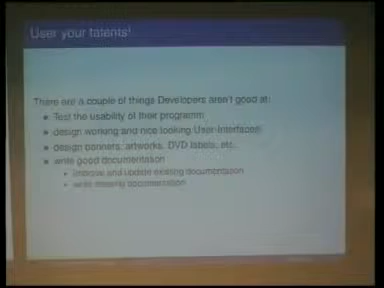 User your talents!
There are a couple of things Developers aren't good at:
Test the usability of their programm
design working and nice looking User-Interfaces
design banners, artworks, DVD labels, etc.
write good documentation
improve and update existing documentation
write missing documentation